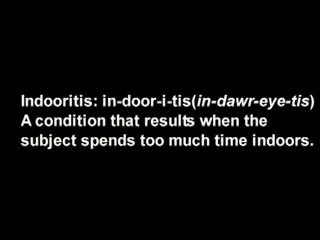 Indooritis: in-door-i-tis(in-dawr-eye-tis)
A condition that results when the
subject spends too much time indoors.